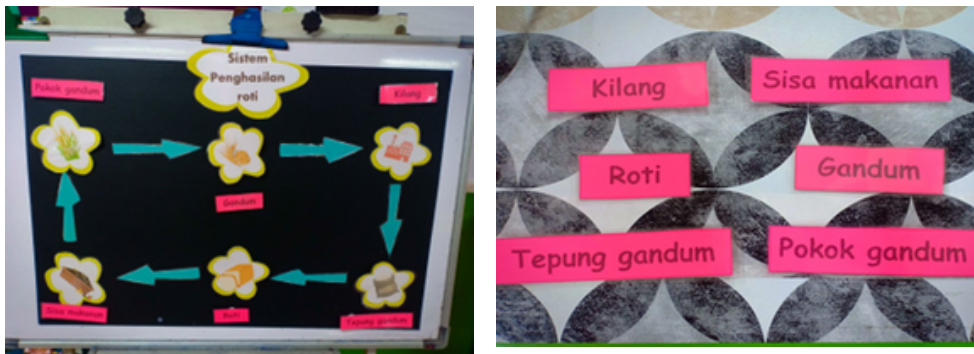 Sistem
Penghasilan
roti
Pokok gandum
Kilang
Gandum
Sisa makanan
Roti
Tepung gandum
Kilang
Sisa makanan
Roti
Gandum
Tepung gandum
Pokok gandum